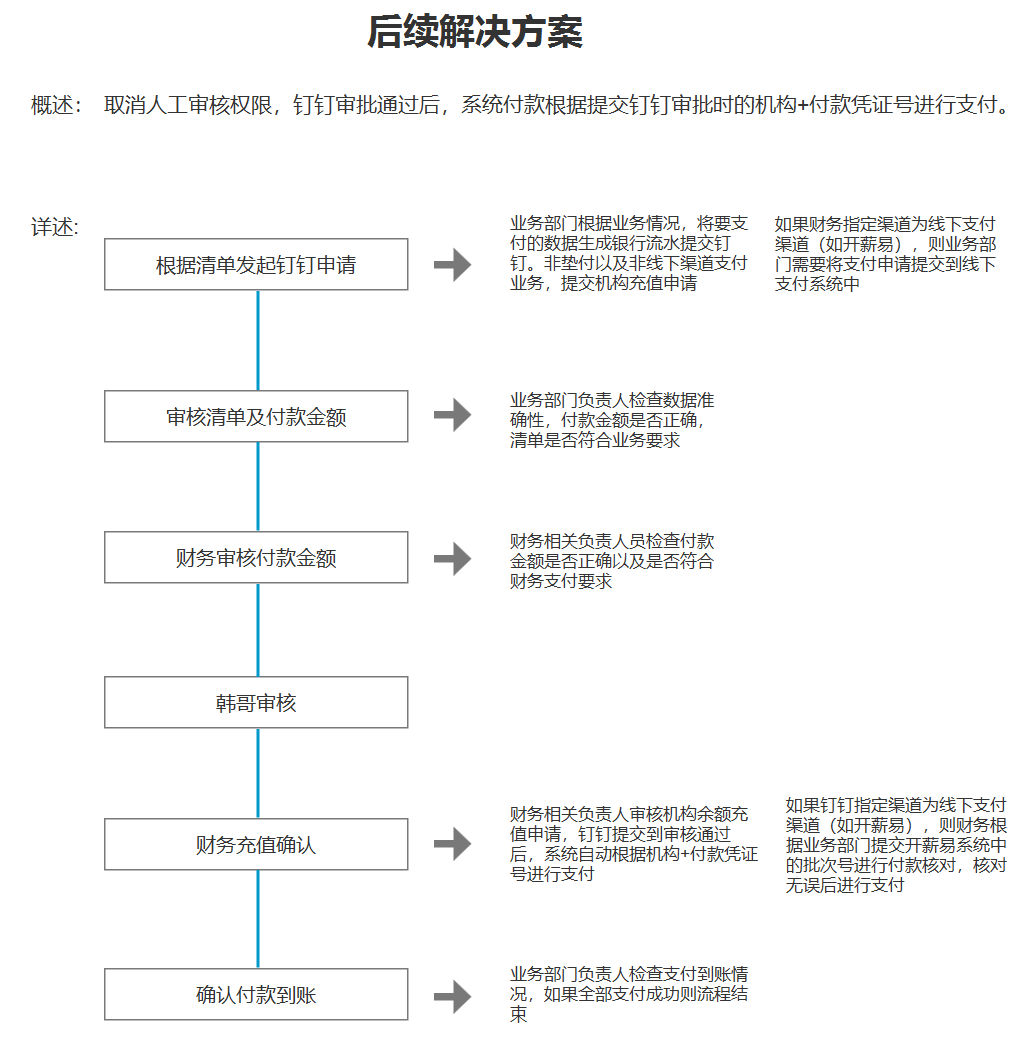 后续解决方案
概述： 取消人工审核权限，钉钉审批通过后，系统付款根据提交钉钉审批时的机构+付款凭证号进行支付。
详述:
根据清单发起钉钉申请
业务部门根据业务情况，将要支
付的数据生成银行流水提交钉
钉。非垫付以及非线下渠道支付
业务，提交机构充值申请
如果财务指定渠道为线下支付
渠道（如开薪易），则业务部
门需要将支付申请提交到线下
支付系统中
审核清单及付款金额
业务部门负责人检查数据准
确性，付款金额是否正确，
清单是否符合业务要求
财务审核付款金额
财务相关负责人员检查付款
金额是否正确以及是否符合
财务支付要求
韩哥审核
财务充值确认
财务相关负责人审核机构余额充
值申请，钉钉提交到审核通过
后，系统自动根据机构+付款凭证
号进行支付
如果钉钉指定渠道为线下支付
渠道（如开薪易），则财务根
据业务部门提交开薪易系统中
的批次号进行付款核对，核对
无误后进行支付
确认付款到账
业务部门负责人检查支付到账情
况，如果全部支付成功则流程结
束